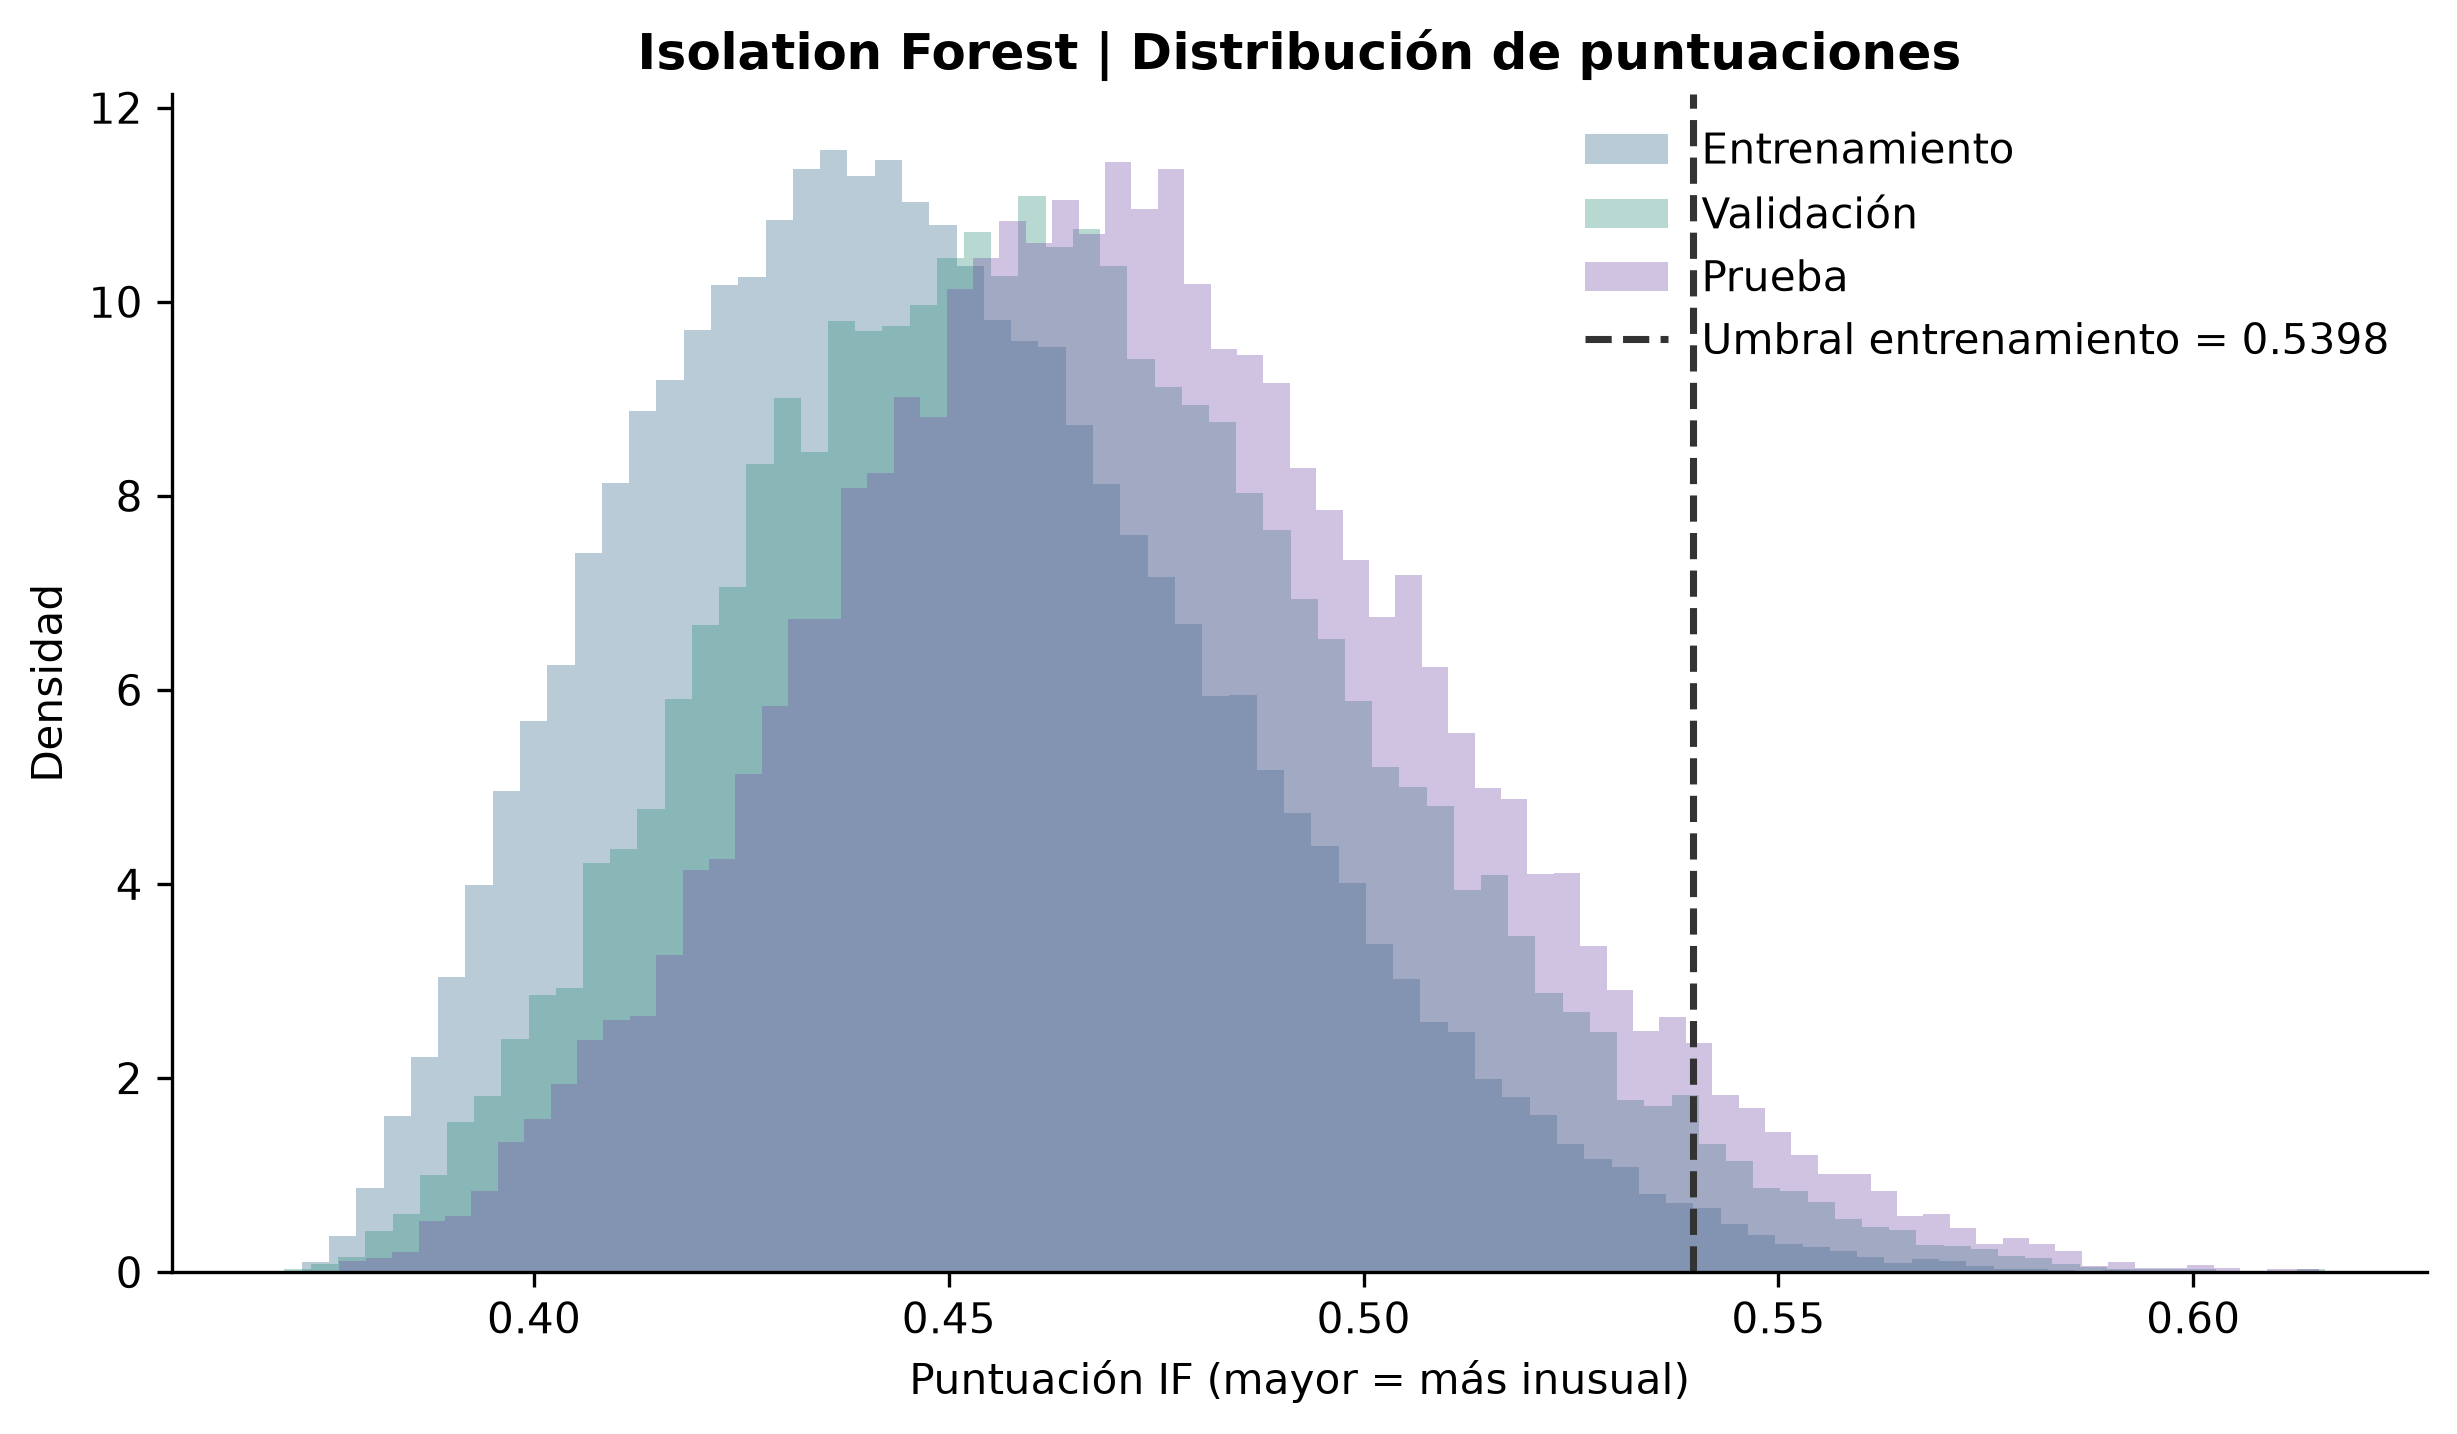 Isolation Forest | Distribución de puntuaciones
12
10
8
6
4
2
0
Densidad
Entrenamiento
Validación
Prueba
Umbral entrenamiento = 0.5398
0.40 0.45 0.50 0.55 0.60
Puntuación IF (mayor = más inusual)